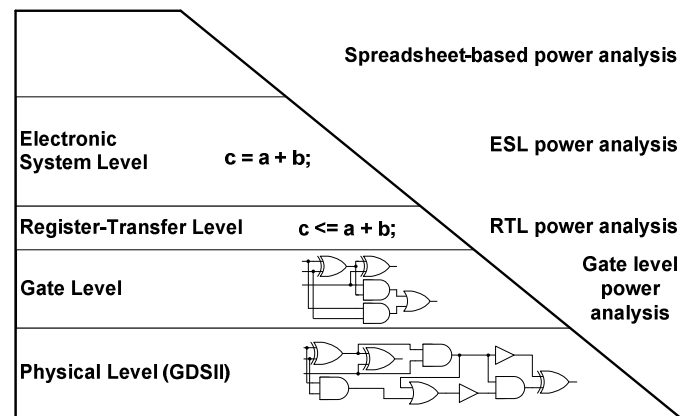 Spreadsheet-based power analysis
Electronic
System Level
c = a + b;
ESL power analysis
Register-Transfer Level
c <= a + b;
RTL power analysis
Gate Level
Gate level
power
analysis
Physical Level (GDSII)